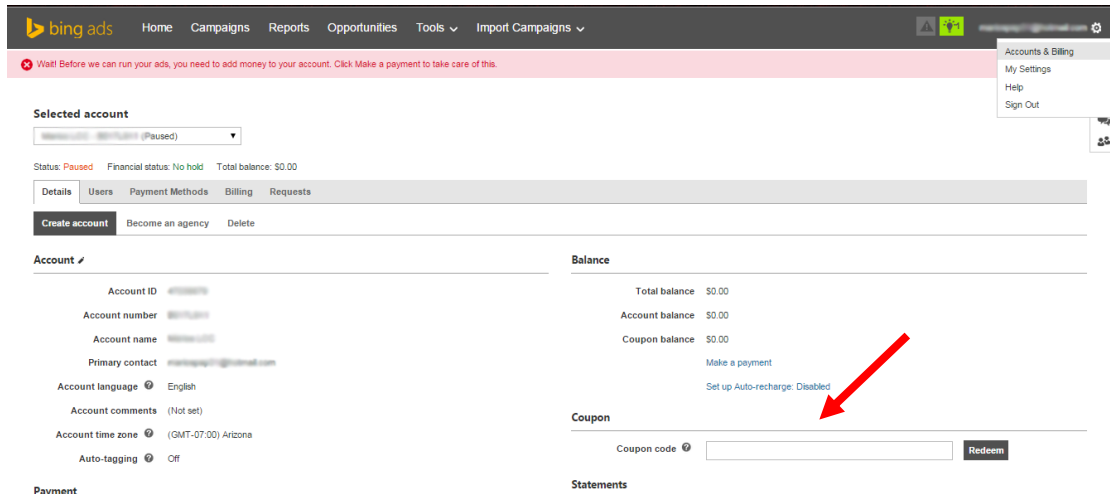 bing ads Home Campaigns Reports Opportunities Tools Import Campaigns
Accounts & Billing
My Settings
Help
Sign Out
Wait! Before we can run your ads, you need to add money to your account. Click Make a payment to take care of this.
Selected account
(Paused)
Status: Paused Financial status: No hold Total balance: $0.00
Details Users Payment Methods Billing Requests
Create account Become an agency Delete
Account
Account ID
Account number
Account name
Primary contact
Account language English
Account comments (Not set)
Account time zone (GMT-07:00) Arizona
Auto-tagging Off
Payment
Balance
Total balance $0.00
Account balance $0.00
Coupon balance $0.00
Make a payment
Set up Auto-recharge: Disabled
Coupon
Coupon code Redeem
Statements